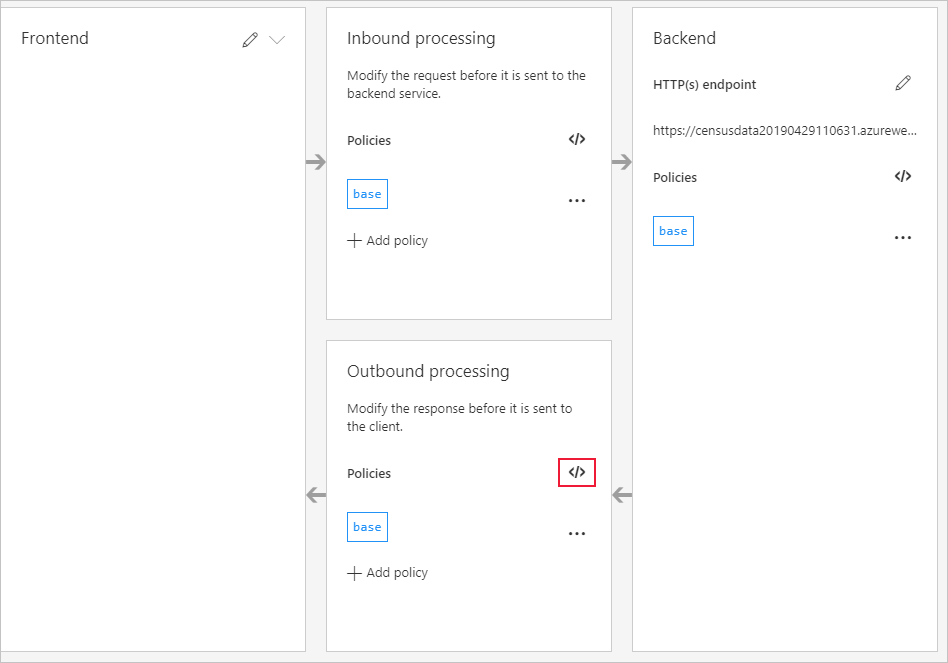 Frontend
Inbound processing
Modify the request before it is sent to the
backend service.
Policies
</>
base
...
Add policy
Outbound processing
Modify the response before it is sent to
the client.
Policies
</>
base
...
Add policy
Backend
HTTP(s) endpoint
https://censusdata20190429110631.azurewe...
Policies
</>
base
...